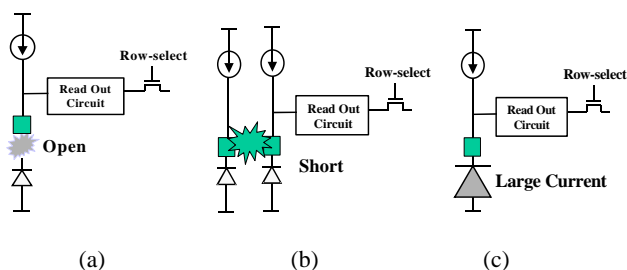 Row-select
Read Out
Circuit
Open
(a)
Row-select
Read Out
Circuit
Short
(b)
Row-select
Read Out
Circuit
Large Current
(c)